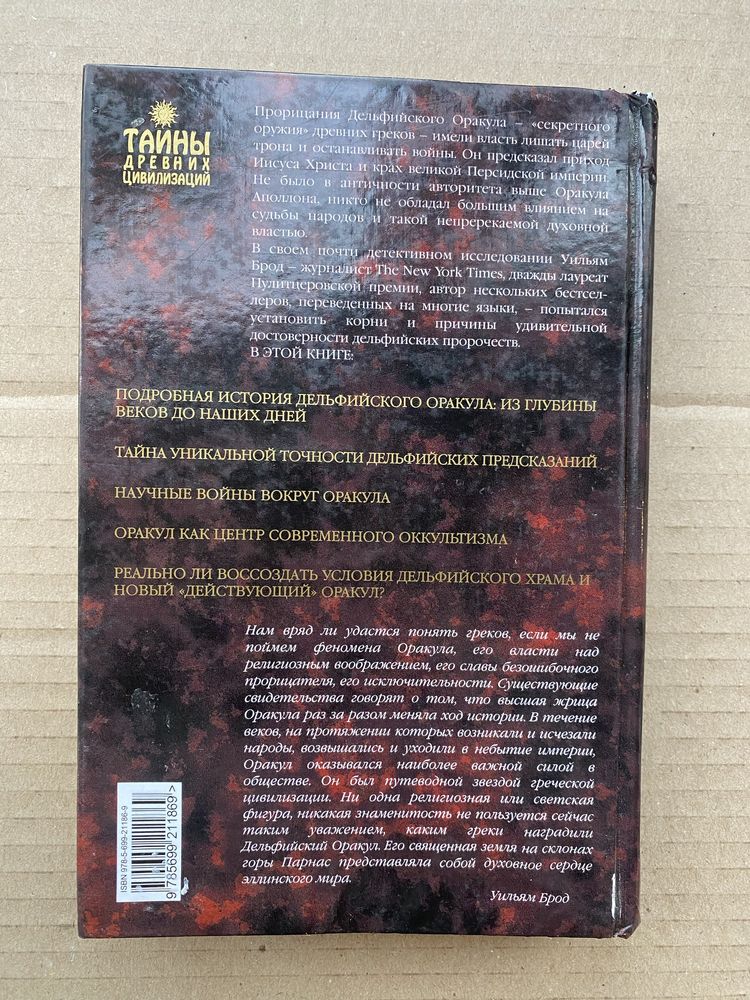 ТАЙНЫ
ДРЕВНИХ
ЦИВИЛИЗАЦИЙ
Прорицания Дельфийского Оракула – «секретного
оружия» древних греков – имели власть лишать царей
трона и останавливать войны. Он предсказал приход
Иисуса Христа и крах великой Персидской империи.
Не было в античности авторитета выше Оракула
Аполлона, никто не обладал большим влиянием на
судьбы народов и такой непререкаемой духовной
властью.
В своем почти детективном исследовании Уильям
Брод – журналист The New York Times, дважды лауреат
Пулитцеровской премии, автор нескольких бестсел-
леров, переведенных на многие языки, – попытался
установить корни и причины удивительной
достоверности дельфийских пророчеств.
В ЭТОЙ КНИГЕ:
ПОДРОБНАЯ ИСТОРИЯ ДЕЛЬФИЙСКОГО ОРАКУЛА: ИЗ ГЛУБИНЫ
ВЕКОВ ДО НАШИХ ДНЕЙ
ТАЙНА УНИКАЛЬНОЙ ТОЧНОСТИ ДЕЛЬФИЙСКИХ ПРЕДСКАЗАНИЙ
НАУЧНЫЕ ВОЙНЫ ВОКРУГ ОРАКУЛА
ОРАКУЛ КАК ЦЕНТР СОВРЕМЕННОГО ОККУЛЬТИЗМА
РЕАЛЬНО ЛИ ВОССОЗДАТЬ УСЛОВИЯ ДЕЛЬФИЙСКОГО ХРАМА И
НОВЫЙ «ДЕЙСТВУЮЩИЙ» ОРАКУЛ?
Нам вряд ли удастся понять греков, если мы не
поймем феномена Оракула, его власти над
религиозным воображением, его славы безошибочного
прорицателя, его исключительности. Существующие
свидетельства говорят о том, что высшая жрица
Оракула раз за разом меняла ход истории. В течение
веков, на протяжении которых возникали и исчезали
народы, возвышались и уходили в небытие империи,
Оракул оказывался наиболее важной силой в
обществе. Он был путеводной звездой греческой
цивилизации. Ни одна религиозная или светская
фигура, никакая знаменитость не пользуется сейчас
таким уважением, каким греки наградили
Дельфийский Оракул. Его священная земля на склонах
горы Парнас представляла собой духовное сердце
эллинского мира.
Уильям Брод
ISBN 978-5-699-21186-9
9 785699 211869 >